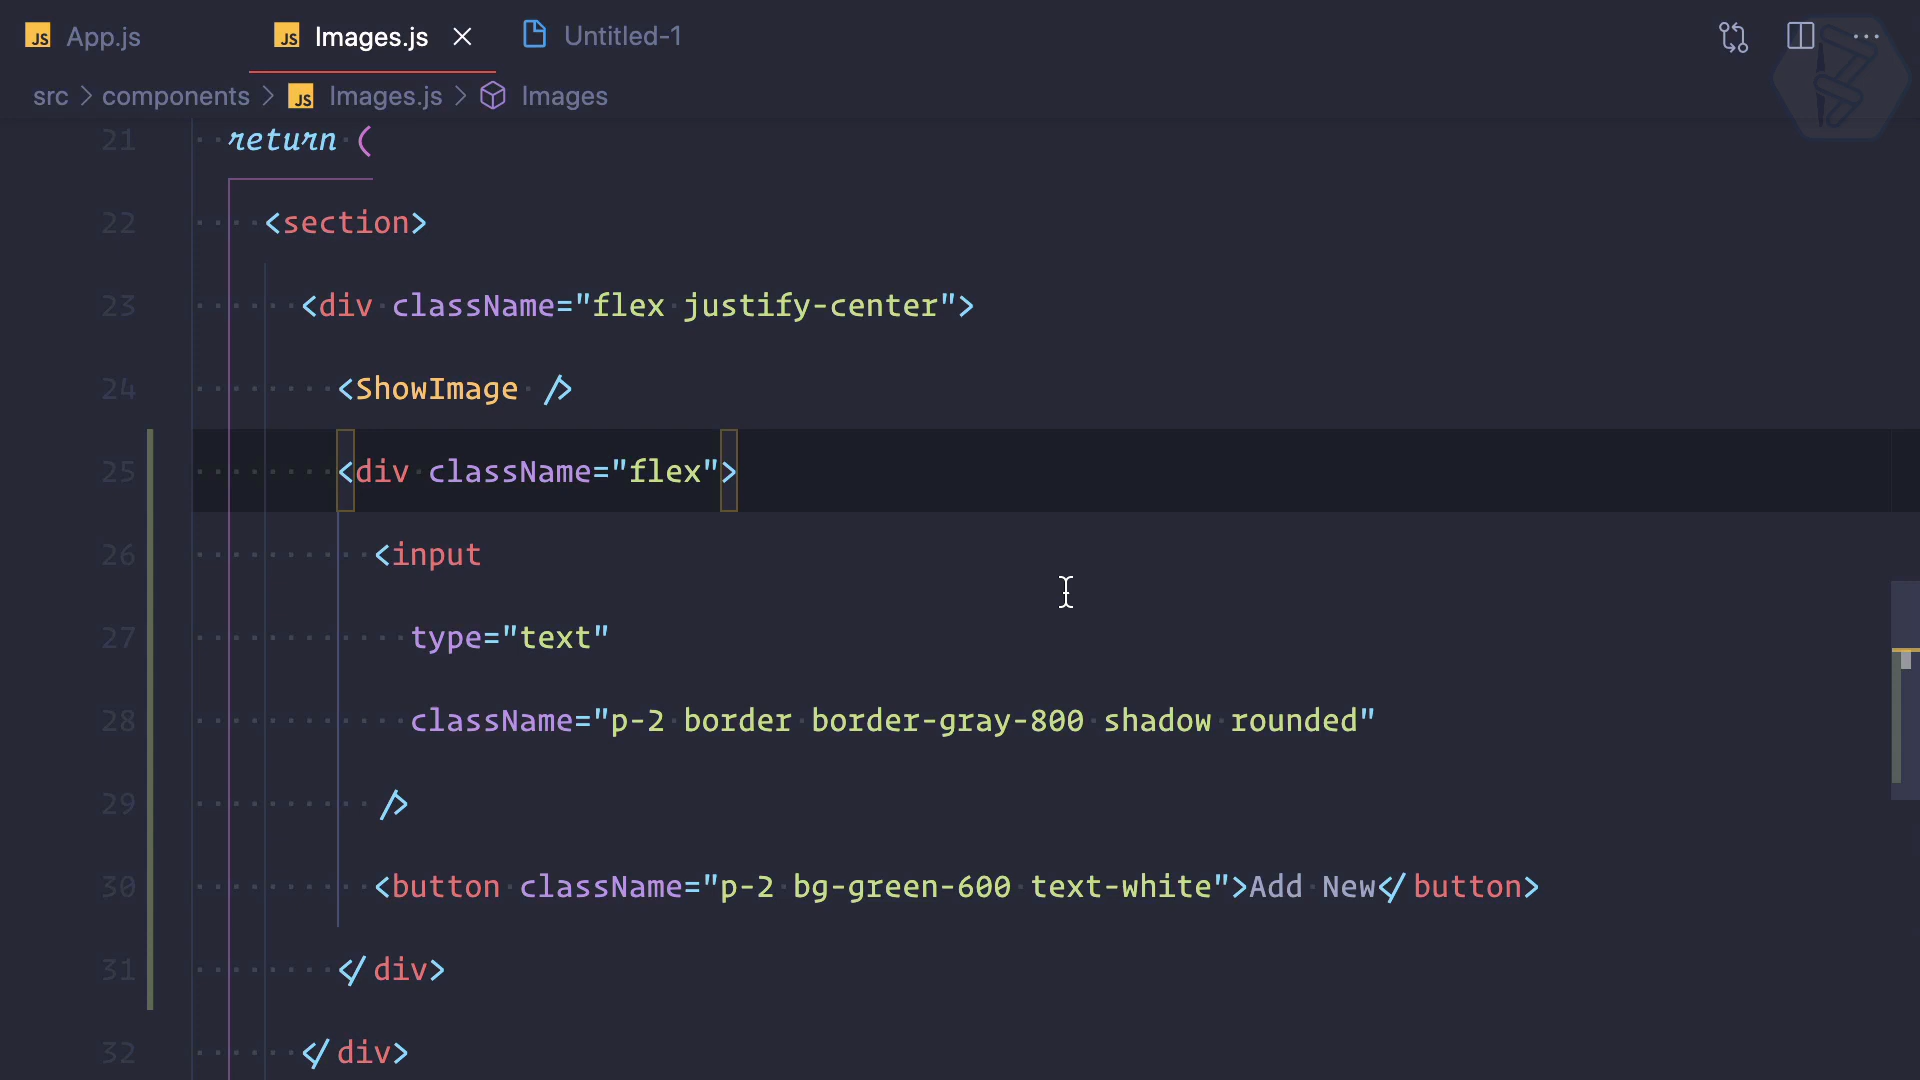 JS App.js
JS Images.js
Untitled-1
src > components > JS Images.js > Images
21 return (
22 <section>
23 <div className="flex justify-center">
24 <ShowImage />
25 <div className="flex">
26 <input
27 type="text"
28 className="p-2 border border-gray-800 shadow rounded"
29 />
30 <button className="p-2 bg-green-600 text-white">Add New</button>
31 </div>
32 </div>